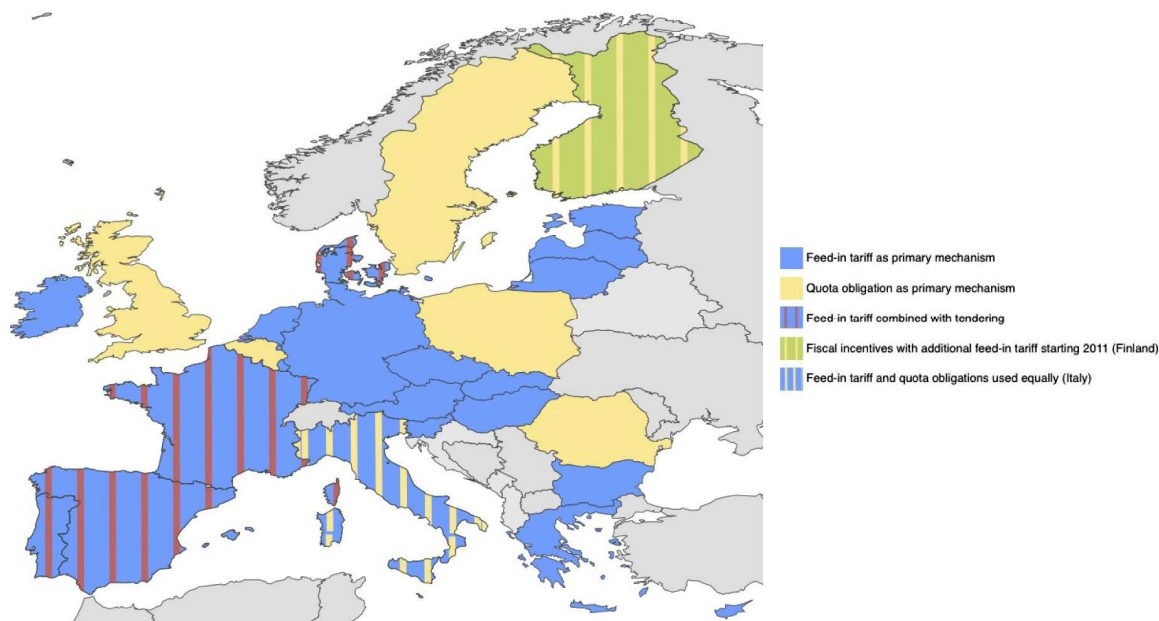 Feed-in tariff as primary mechanism
Quota obligation as primary mechanism
Feed-in tariff combined with tendering
Fiscal incentives with additional feed-in tariff starting 2011 (Finland)
Feed-in tariff and quota obligations used equally (Italy)